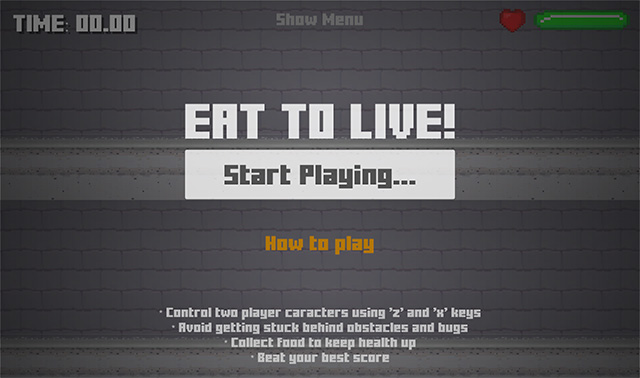 TIME: 00.00
Show Menu
EAT TO LIVE!
Start Playing...
How to play
· Control two player caracters using 'z' and 'x' keys
· Avoid getting stuck behind obstacles and bugs
· Collect food to keep health up
· Beat your best score